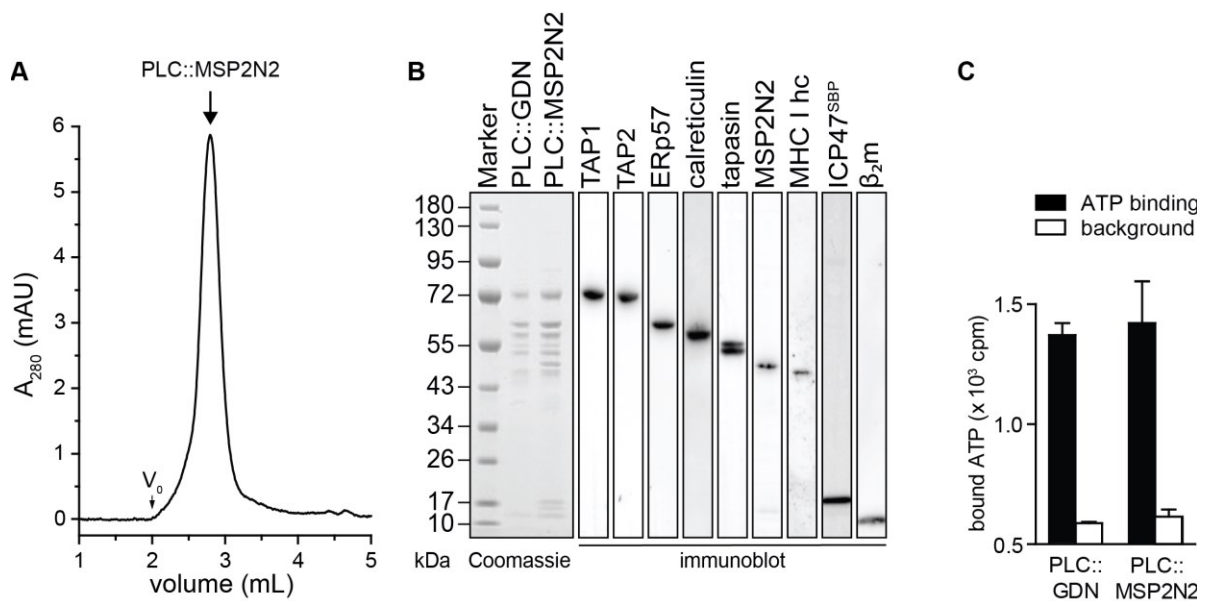 A
PLC::MSP2N2
6
5
4
3
2
1
0
A280 (mAU)
V0
1 2 3 4 5
volume (mL)
B
Marker
PLC::GDN
PLC::MSP2N2
TAP1
TAP2
ERp57
calreticulin
tapasin
MSP2N2
MHC I hc
ICP47SBP
β2m
180
130
95
72
55
43
34
26
17
10
kDa Coomassie immunoblot
C
ATP binding
background
bound ATP (x 10³ cpm)
1.5
1.0
0.5
PLC:: PLC::
GDN MSP2N2